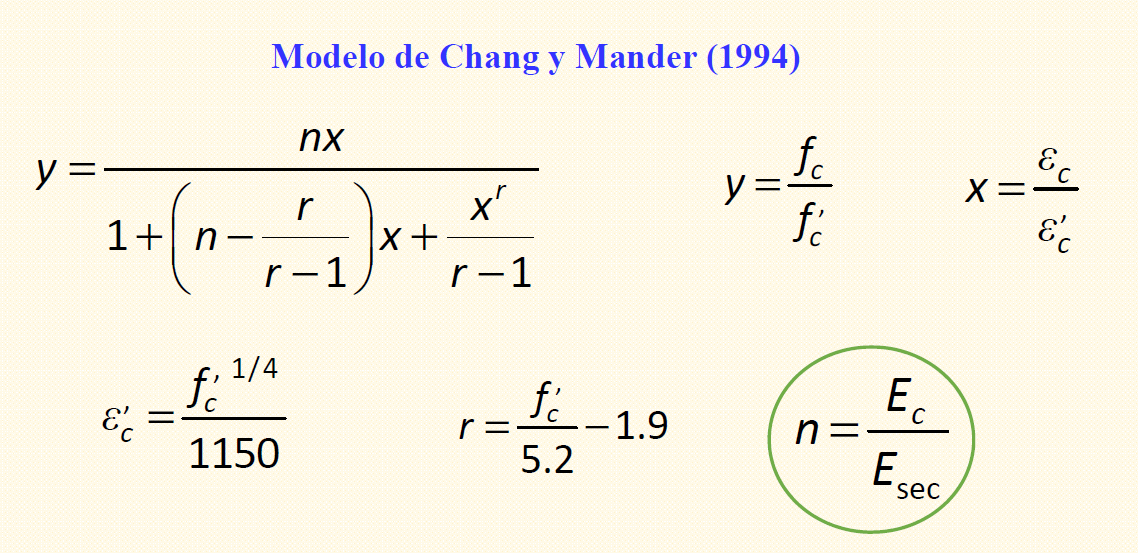 Modelo de Chang y Mander (1994)
y = nx / (1 + (n − r/(r − 1))x + x^r/(r − 1))
y = f_c / f'_c
x = ε_c / ε'_c
ε'_c = f'_c^{1/4} / 1150
r = f'_c / 5.2 − 1.9
n = E_c / E_sec